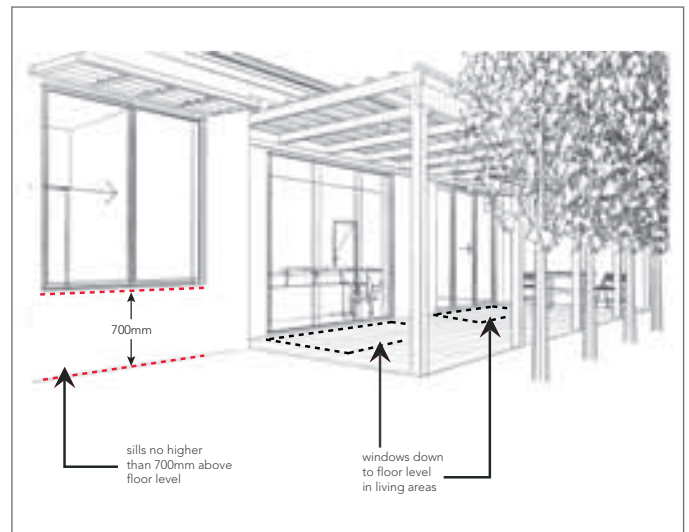 700mm
sills no higher
than 700mm above
floor level
windows down
to floor level
in living areas